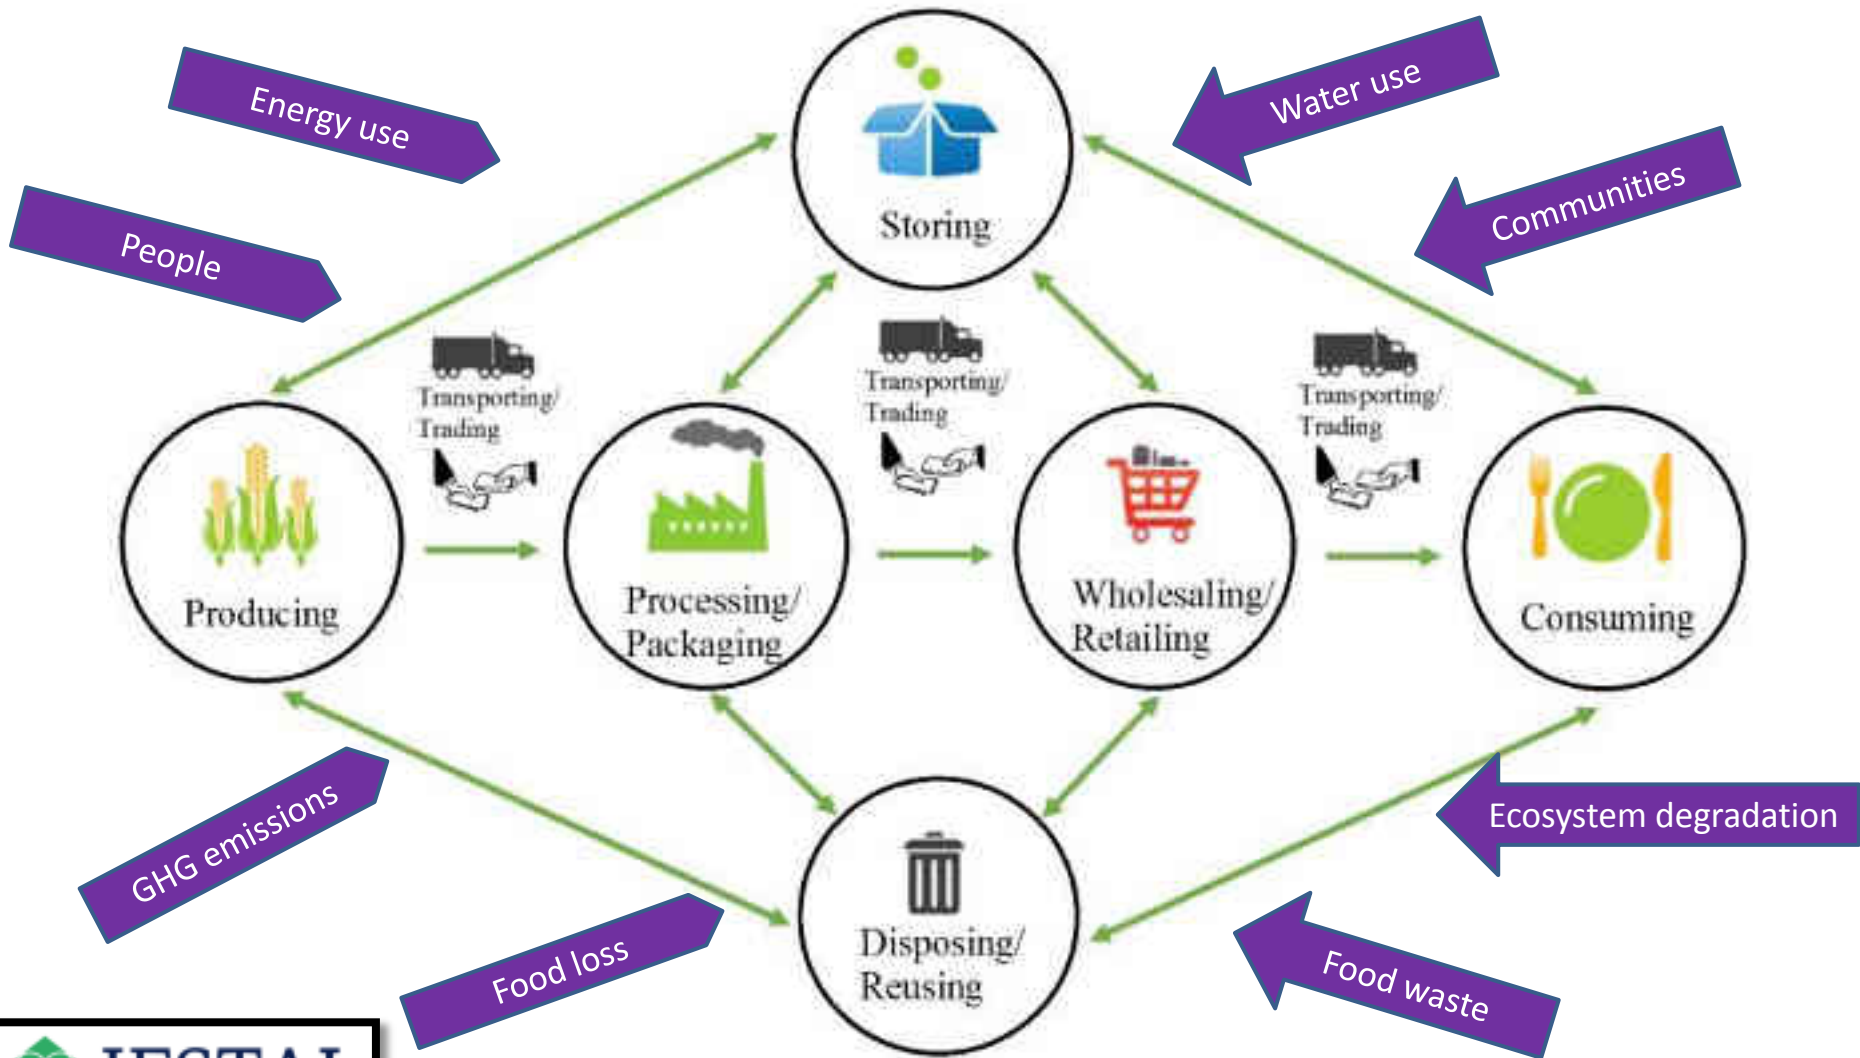 Energy use
Water use
People
Communities
Storing
Transporting/
Trading
Transporting/
Trading
Transporting/
Trading
Producing
Processing/
Packaging
Wholesaling/
Retailing
Consuming
GHG emissions
Ecosystem degradation
Food loss
Disposing/
Reusing
Food waste